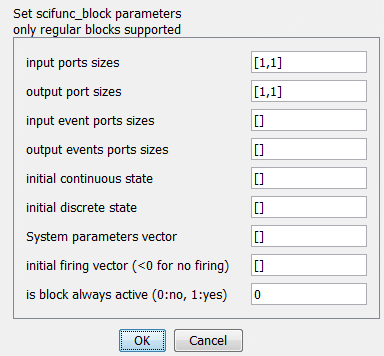 Set scifunc_block parameters
only regular blocks supported
input ports sizes [1,1]
output port sizes [1,1]
input event ports sizes []
output events ports sizes []
initial continuous state []
initial discrete state []
System parameters vector []
initial firing vector (<0 for no firing) []
is block always active (0:no, 1:yes) 0
OK Cancel